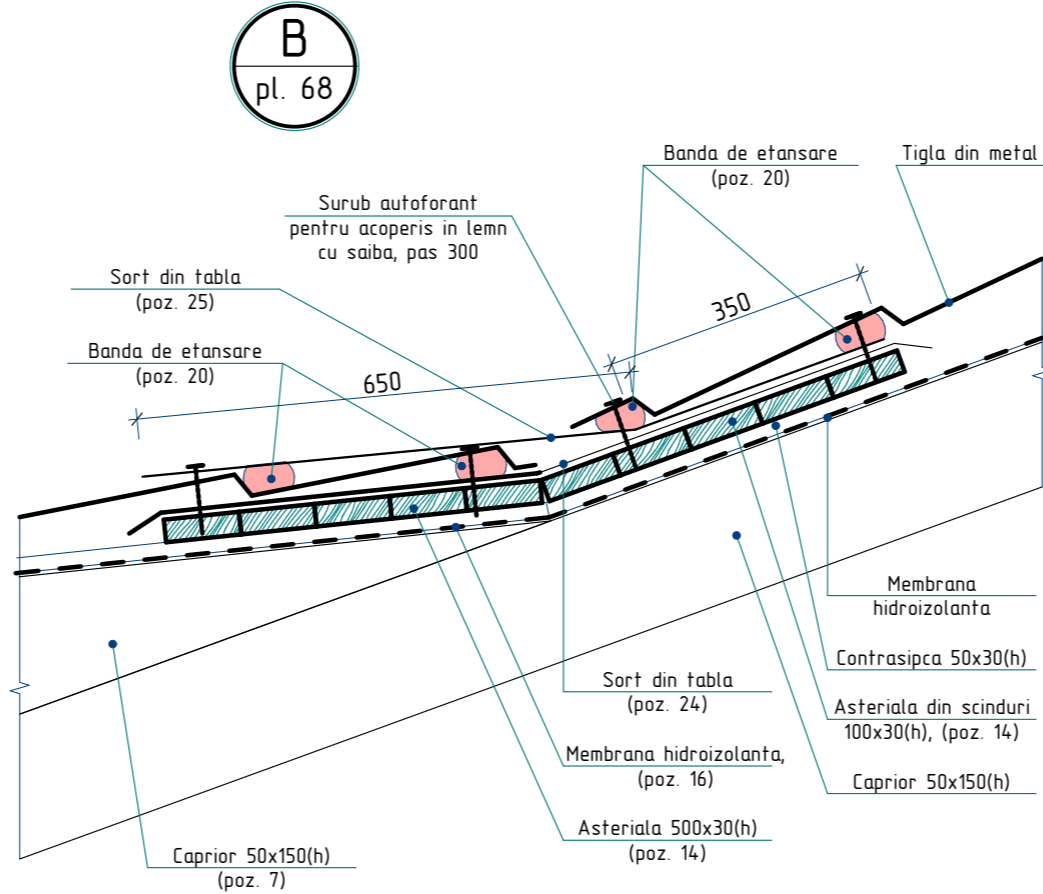 B
pl. 68
Banda de etansare
(poz. 20)
Tigla din metal
Surub autoforant
pentru acoperis in lemn
cu saiba, pas 300
Sort din tabla
(poz. 25)
Banda de etansare
(poz. 20)
650
350
Membrana
hidroizolanta
Contrasipca 50x30(h)
Sort din tabla
(poz. 24)
Asteriala din scinduri
100x30(h), (poz. 14)
Membrana hidroizolanta,
(poz. 16)
Caprior 50x150(h)
Asteriala 500x30(h)
(poz. 14)
Caprior 50x150(h)
(poz. 7)